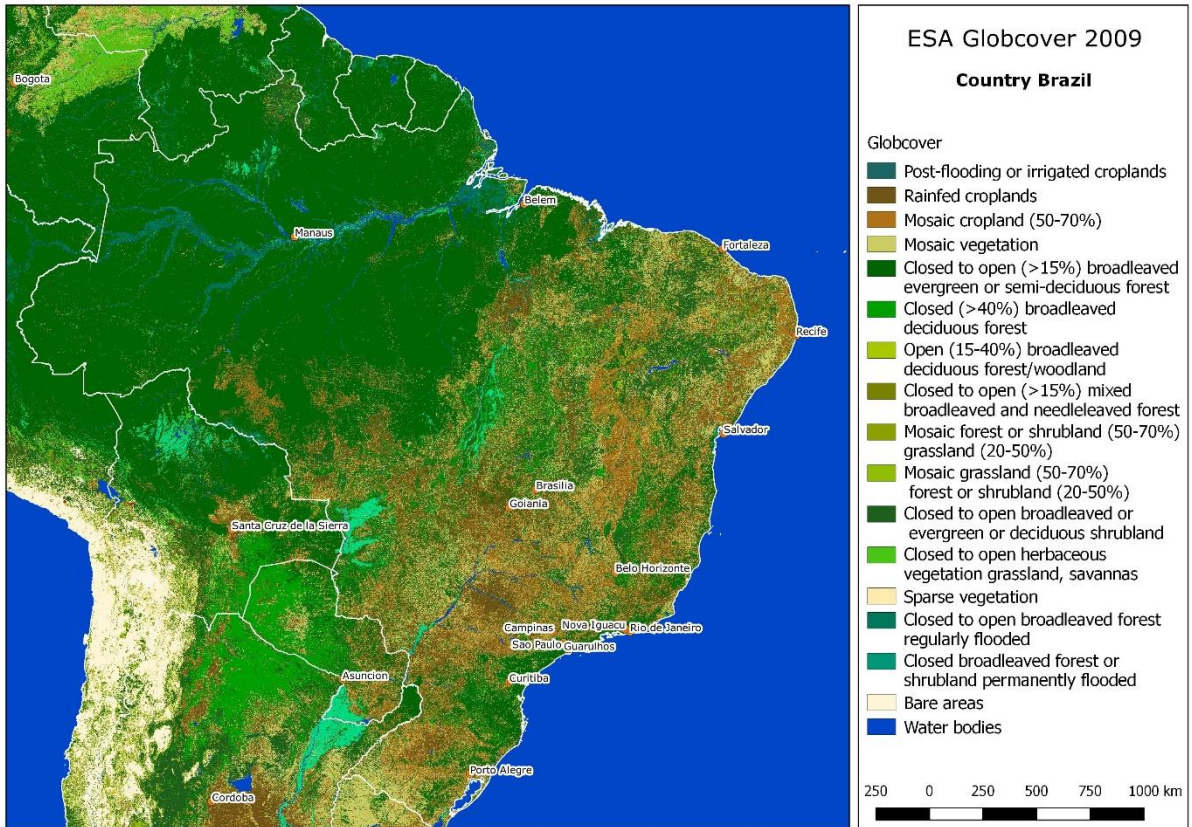 Bogota
Belem
Manaus
Fortaleza
Recife
Salvador
Brasilia
Goiania
Santa Cruz de la Sierra
Belo Horizonte
Campinas
Nova Iguacu
Rio de Janeiro
Sao Paulo
Guarulhos
Asuncion
Curitiba
Porto Alegre
Cordoba
ESA Globcover 2009
Country Brazil
Globcover
Post-flooding or irrigated croplands
Rainfed croplands
Mosaic cropland (50-70%)
Mosaic vegetation
Closed to open (>15%) broadleaved
evergreen or semi-deciduous forest
Closed (>40%) broadleaved
deciduous forest
Open (15-40%) broadleaved
deciduous forest/woodland
Closed to open (>15%) mixed
broadleaved and needleleaved forest
Mosaic forest or shrubland (50-70%)
grassland (20-50%)
Mosaic grassland (50-70%)
forest or shrubland (20-50%)
Closed to open broadleaved or
evergreen or deciduous shrubland
Closed to open herbaceous
vegetation grassland, savannas
Sparse vegetation
Closed to open broadleaved forest
regularly flooded
Closed broadleaved forest or
shrubland permanently flooded
Bare areas
Water bodies
250 0 250 500 750 1000 km